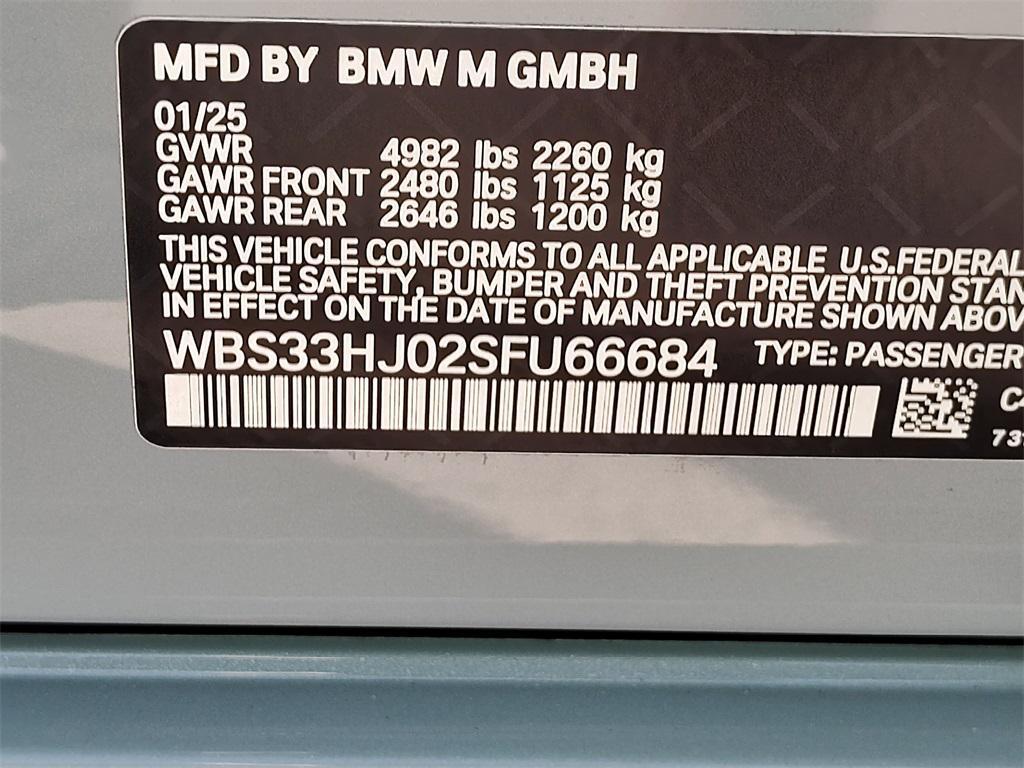 MFD BY BMW M GMBH
01/25
GVWR 4982 lbs 2260 kg
GAWR FRONT 2480 lbs 1125 kg
GAWR REAR 2646 lbs 1200 kg
THIS VEHICLE CONFORMS TO ALL APPLICABLE U.S.FEDERAL
VEHICLE SAFETY, BUMPER AND THEFT PREVENTION STAN
IN EFFECT ON THE DATE OF MANUFACTURE SHOWN ABOV
WBS33HJ02SFU66684 TYPE: PASSENGER